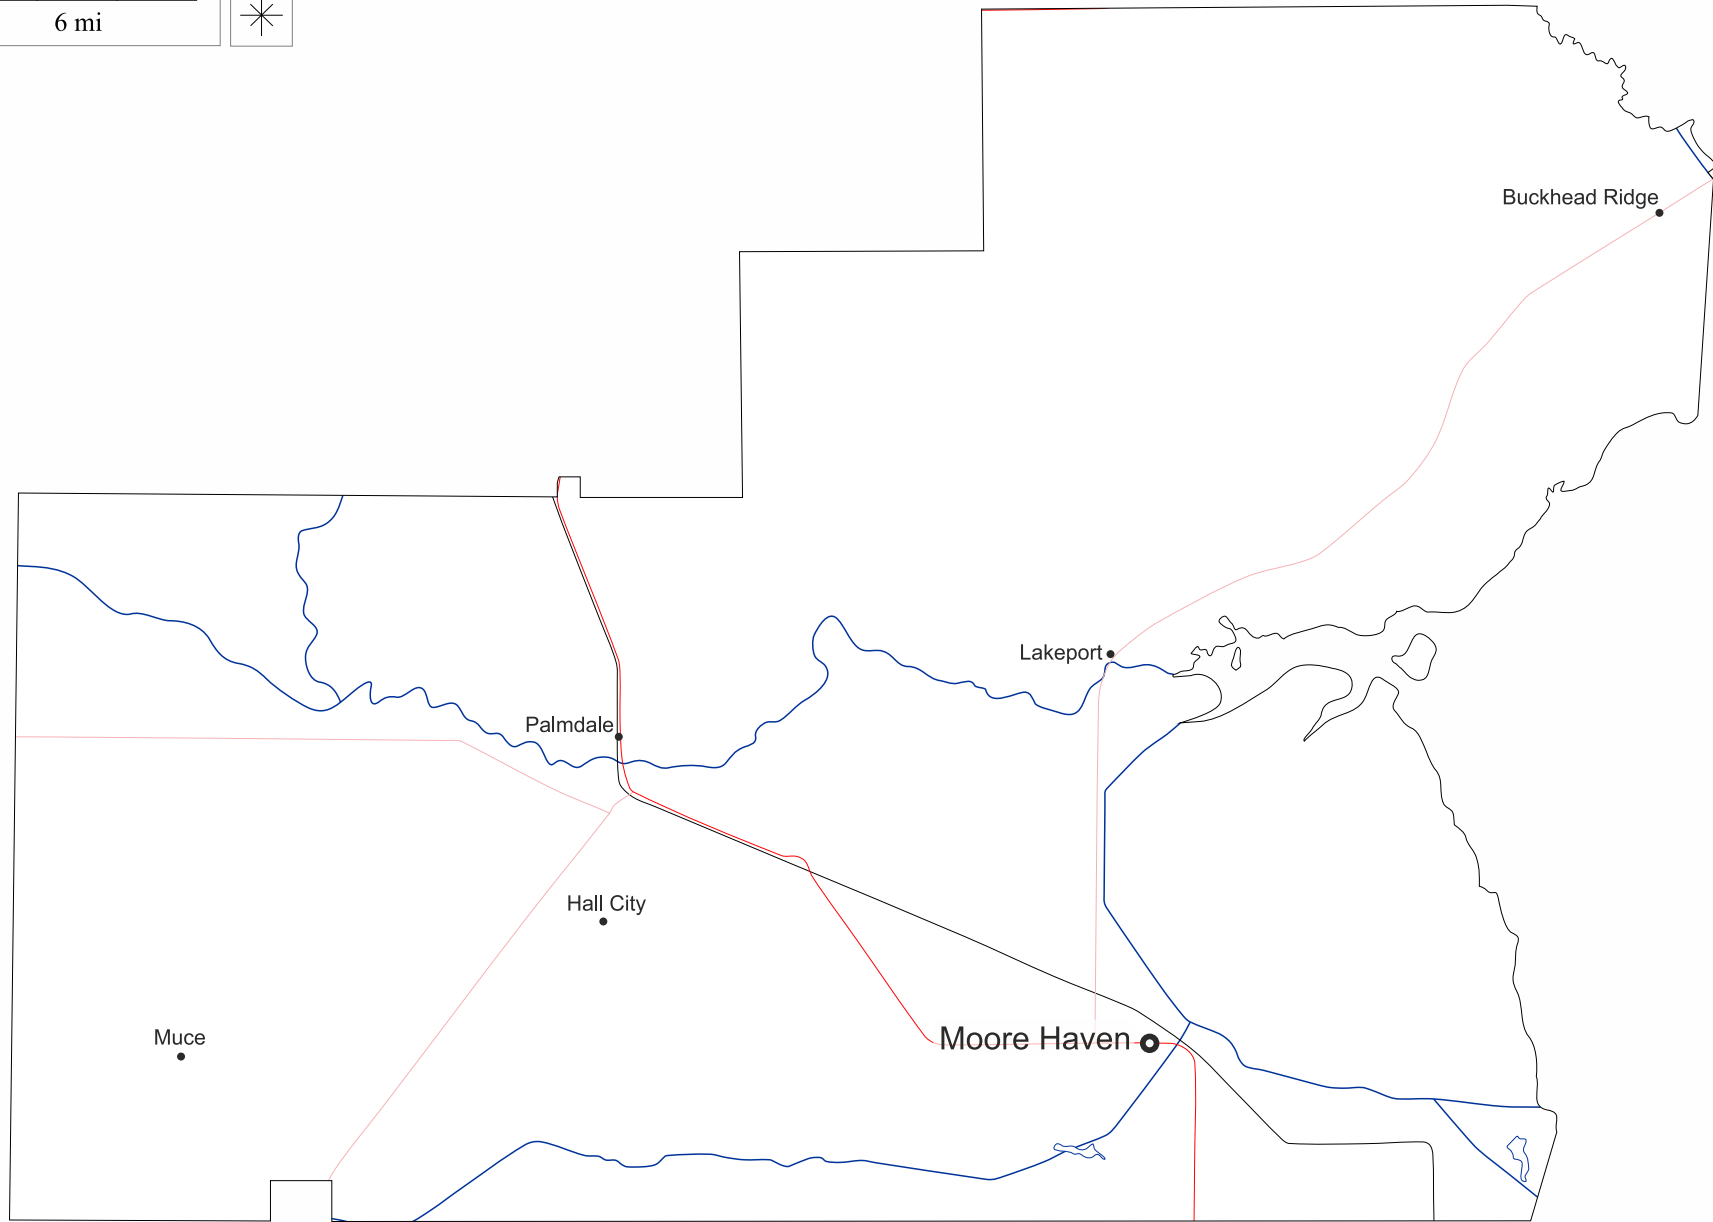 6 mi
Buckhead Ridge
Lakeport
Palmdale
Hall City
Moore Haven
Muce